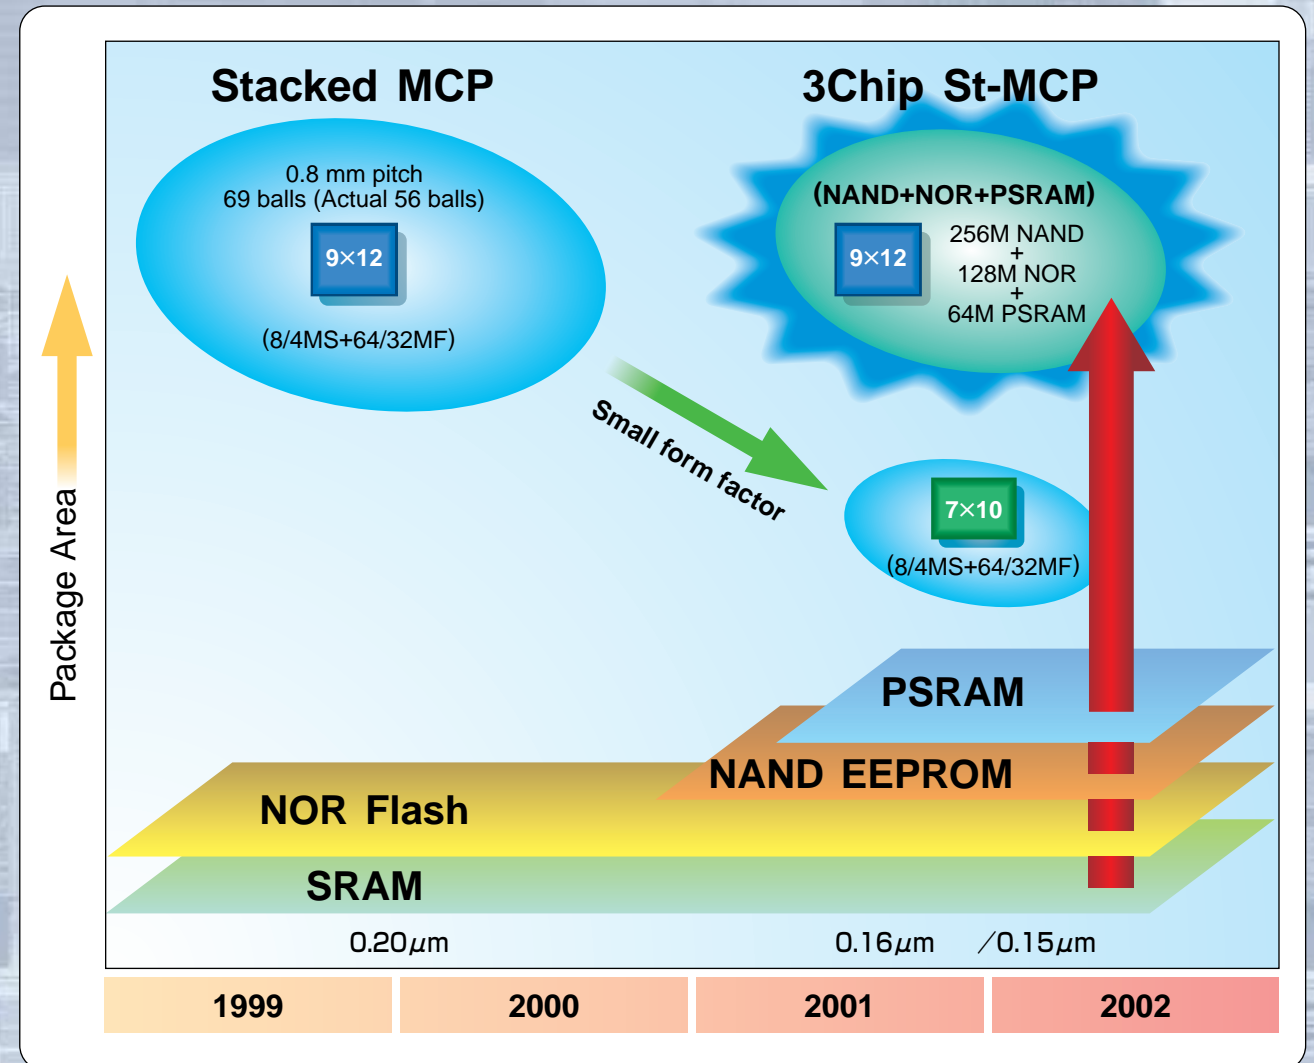 Stacked MCP
0.8 mm pitch
69 balls (Actual 56 balls)
9×12
(8/4MS+64/32MF)
3Chip St-MCP
(NAND+NOR+PSRAM)
9×12
256M NAND
+
128M NOR
+
64M PSRAM
Small form factor
7×10
(8/4MS+64/32MF)
Package Area
PSRAM
NAND EEPROM
NOR Flash
SRAM
0.20μm
0.16μm /0.15μm
1999
2000
2001
2002